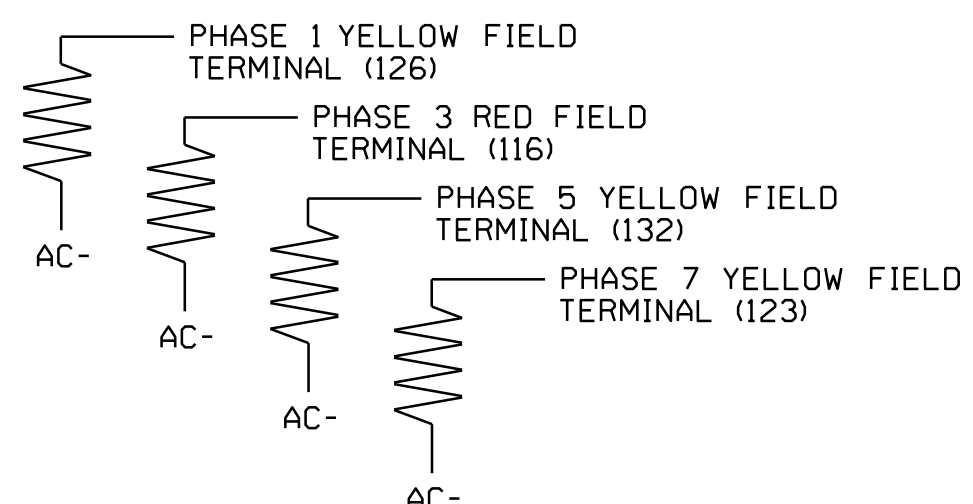 PHASE 1 YELLOW FIELD
TERMINAL (126)
AC-
PHASE 3 RED FIELD
TERMINAL (116)
AC-
PHASE 5 YELLOW FIELD
TERMINAL (132)
AC-
PHASE 7 YELLOW FIELD
TERMINAL (123)
AC-